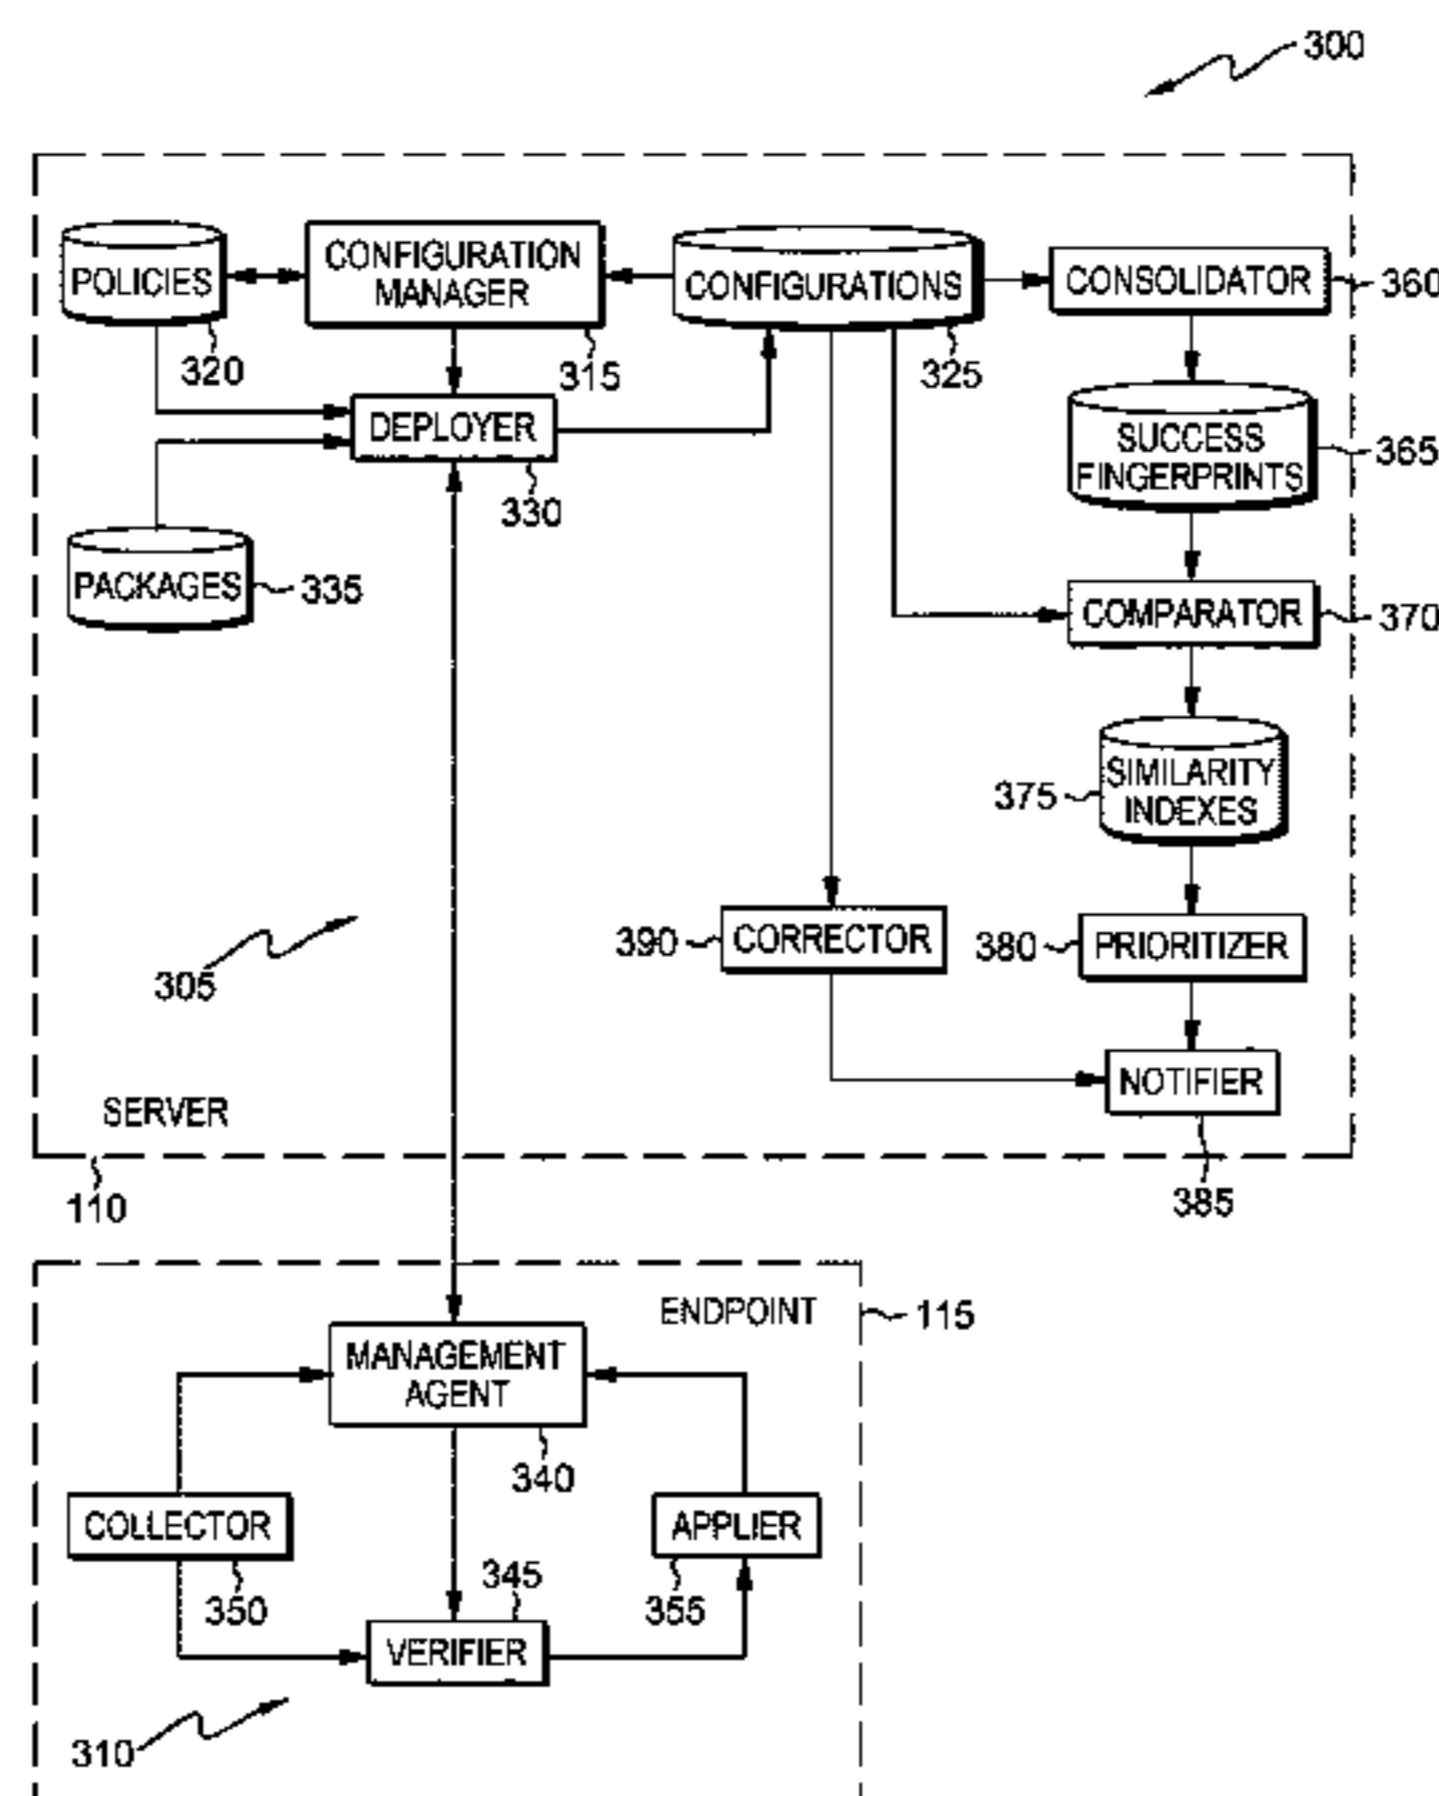 300
POLICIES
320
CONFIGURATION
MANAGER
315
CONFIGURATIONS
325
CONSOLIDATOR
360
DEPLOYER
330
SUCCESS
FINGERPRINTS
365
PACKAGES
335
COMPARATOR
370
SIMILARITY
INDEXES
375
390
CORRECTOR
380
PRIORITIZER
305
NOTIFIER
385
SERVER
110
ENDPOINT
115
MANAGEMENT
AGENT
340
COLLECTOR
350
APPLIER
355
345
VERIFIER
310